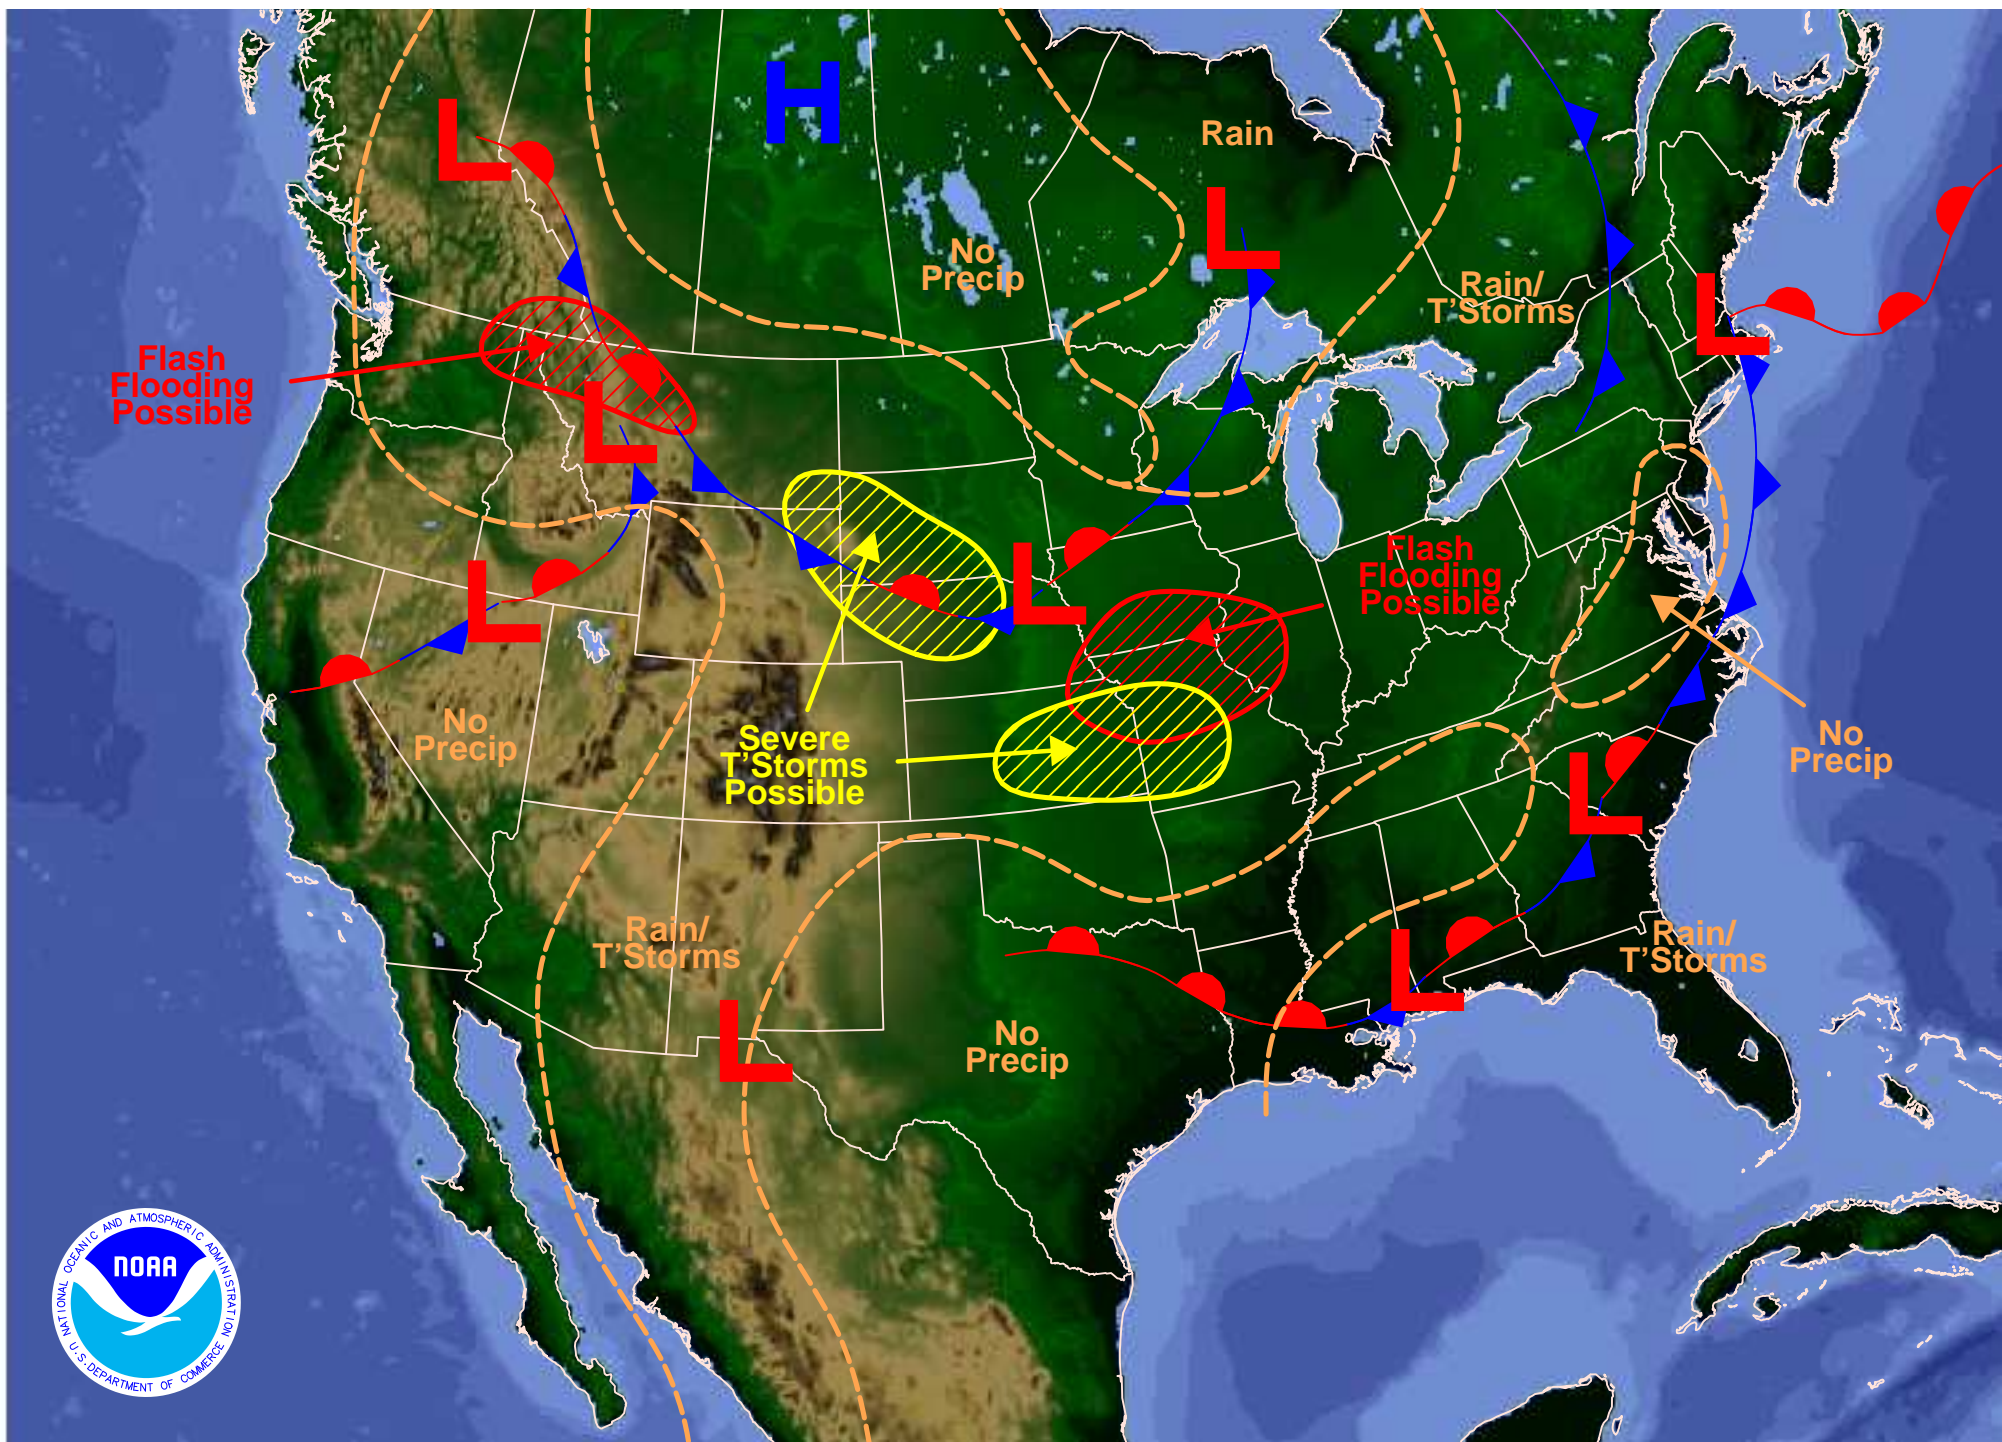 H
L
Rain
L
No
Precip
Rain/
T'Storms
L
Flash
Flooding
Possible
L
L
L
Flash
Flooding
Possible
No
Precip
Severe
T'Storms
Possible
No
Precip
L
Rain/
T'Storms
L
Rain/
T'Storms
L
No
Precip
NATIONAL OCEANIC AND ATMOSPHERIC ADMINISTRATION
NOAA
U.S. DEPARTMENT OF COMMERCE